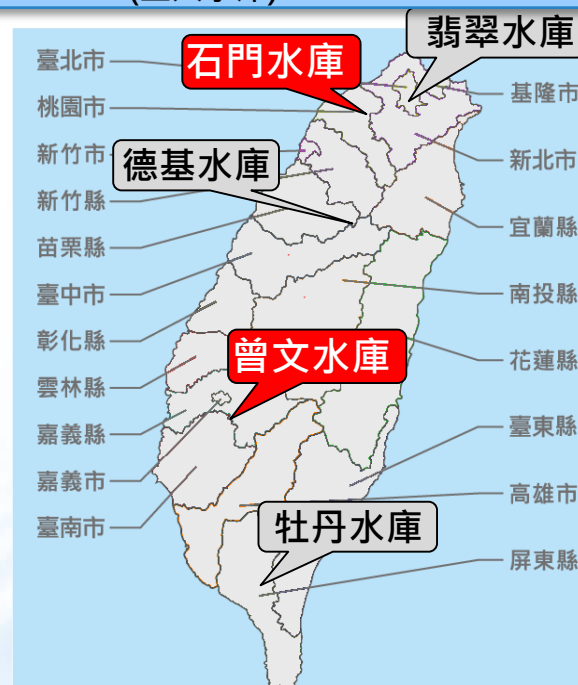 翡翠水庫
石門水庫
德基水庫
曾文水庫
牡丹水庫
臺北市
桃園市
新竹市
新竹縣
苗栗縣
臺中市
彰化縣
雲林縣
嘉義縣
嘉義市
臺南市
基隆市
新北市
宜蘭縣
南投縣
花蓮縣
臺東縣
高雄市
屏東縣